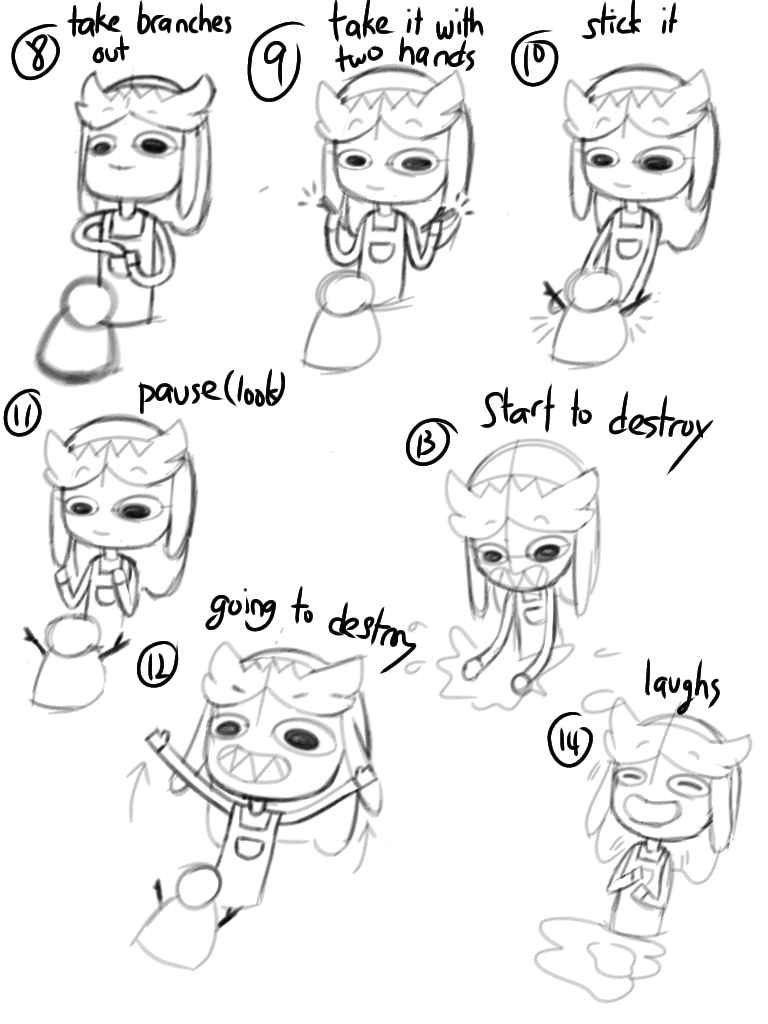 8 take branches
out
9 take it with
two hands
10 stick it
11 pause (look)
12 going to destroy
13 Start to destroy
14 laughs